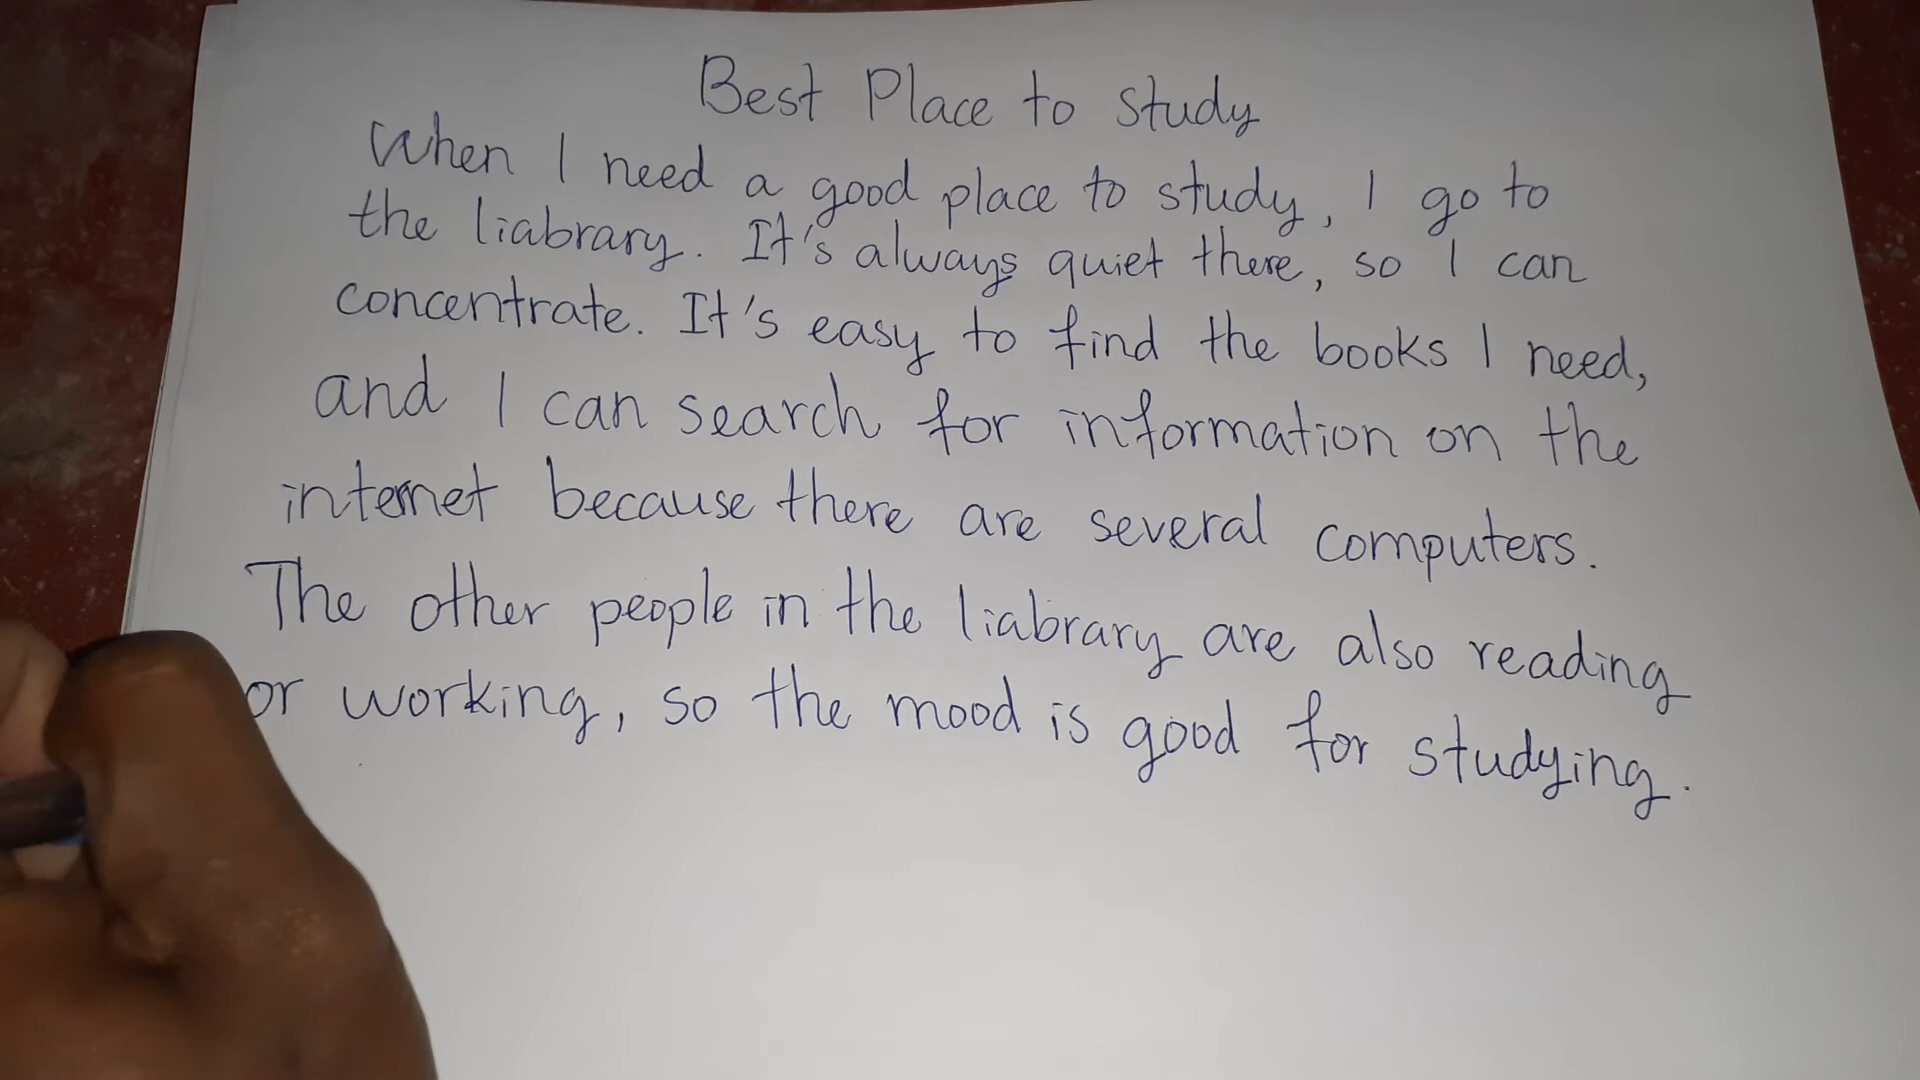 Best Place to study
When I need a good place to study, I go to
the liabrary. It's always quiet there, so I can
concentrate. It's easy to find the books I need,
and I can search for information on the
internet because there are several computers.
The other people in the liabrary are also reading
or working, so the mood is good for studying.